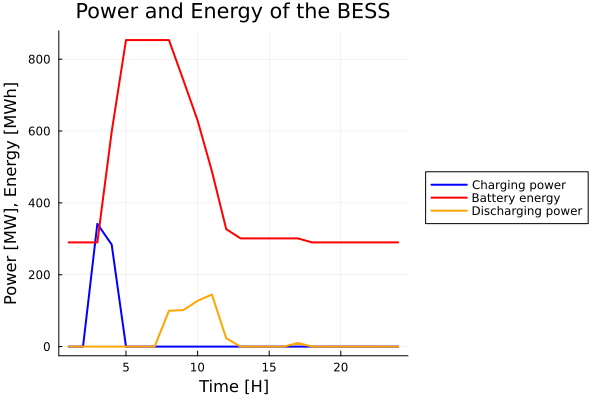 Power and Energy of the BESS
Power [MW], Energy [MWh]
800
600
400
200
0
5
10
15
20
Time [H]
Charging power
Battery energy
Discharging power